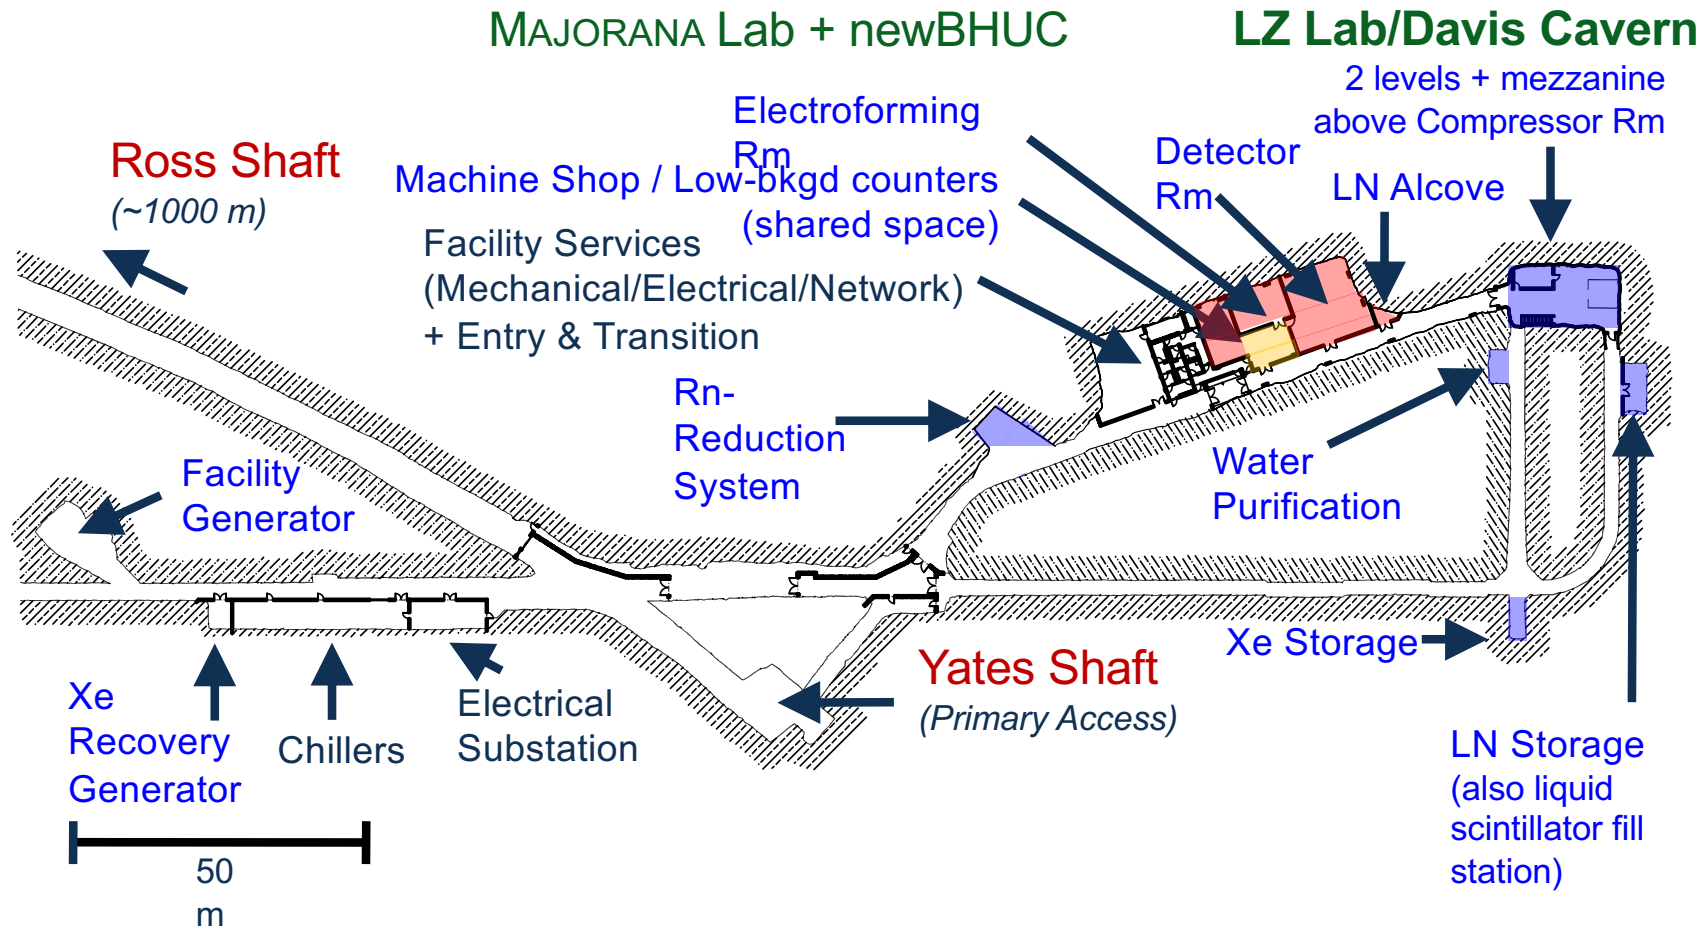 MAJORANA Lab + newBHUC
LZ Lab/Davis Cavern
2 levels + mezzanine
above Compressor Rm
Electroforming
Rm
Machine Shop / Low-bkgd counters
(shared space)
Detector
Rm
LN Alcove
Ross Shaft
(~1000 m)
Facility Services
(Mechanical/Electrical/Network)
+ Entry & Transition
Rn-
Reduction
System
Facility
Generator
Water
Purification
Xe Storage
Yates Shaft
(Primary Access)
Xe
Recovery
Generator
Chillers
Electrical
Substation
LN Storage
(also liquid
scintillator fill
station)
50
m